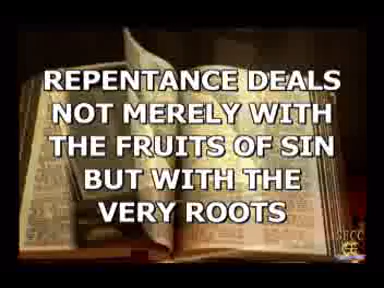 REPENTANCE DEALS
NOT MERELY WITH
THE FRUITS OF SIN
BUT WITH THE
VERY ROOTS